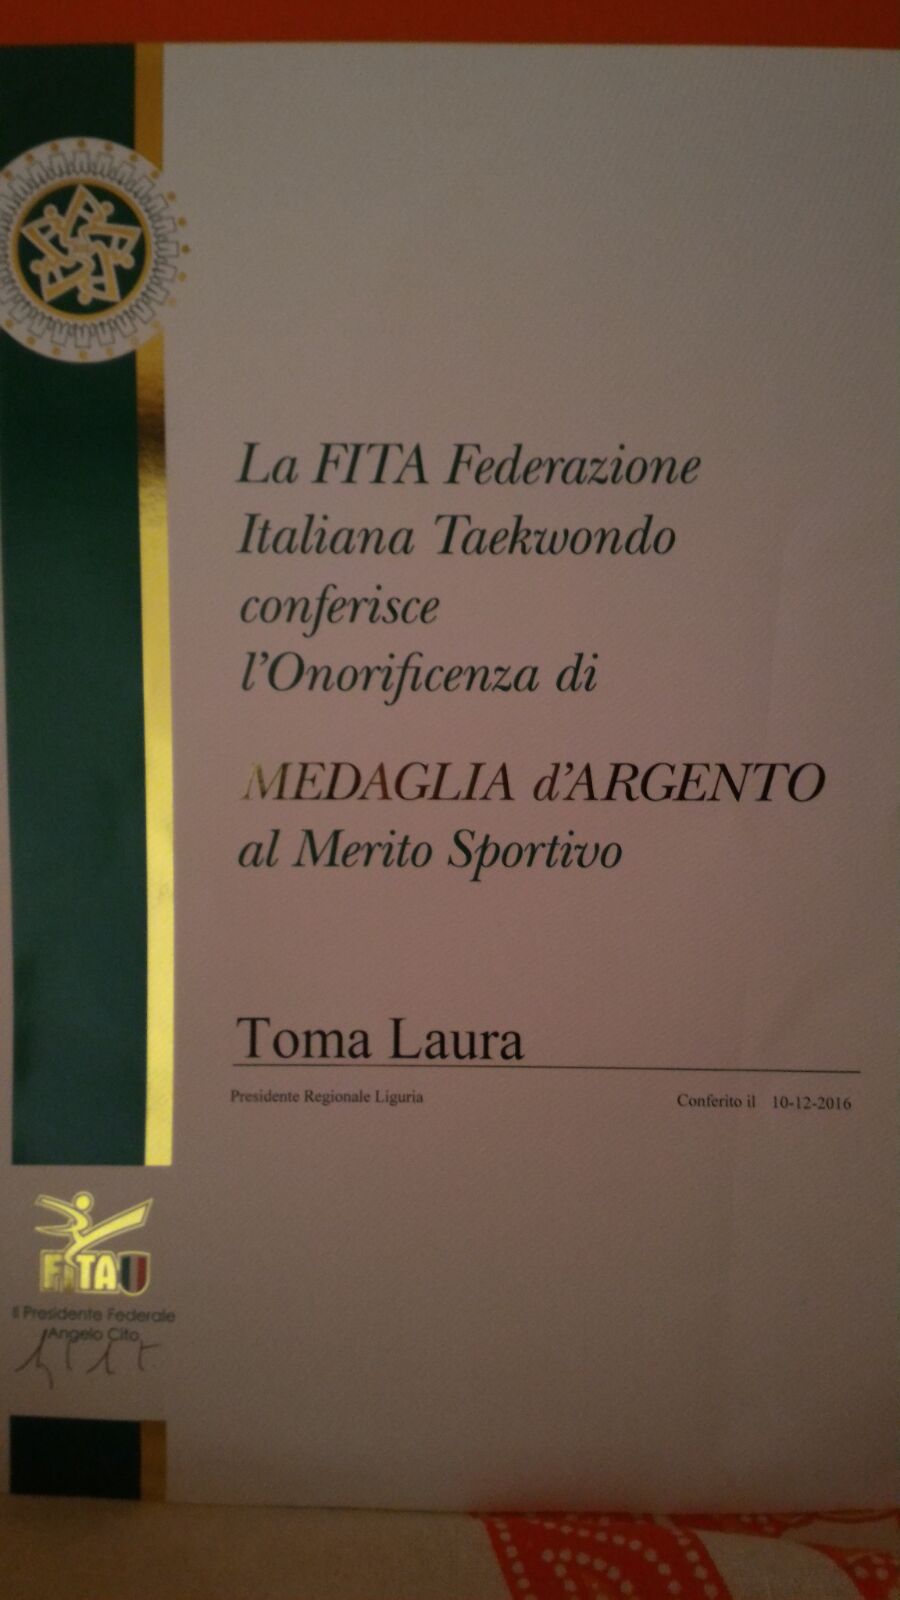 La FITA Federazione
Italiana Taekwondo
conferisce
l'Onorificenza di
MEDAGLIA d'ARGENTO
al Merito Sportivo
Toma Laura
Presidente Regionale Liguria
Conferito il 10-12-2016
FITA
Il Presidente Federale
Angelo Cito